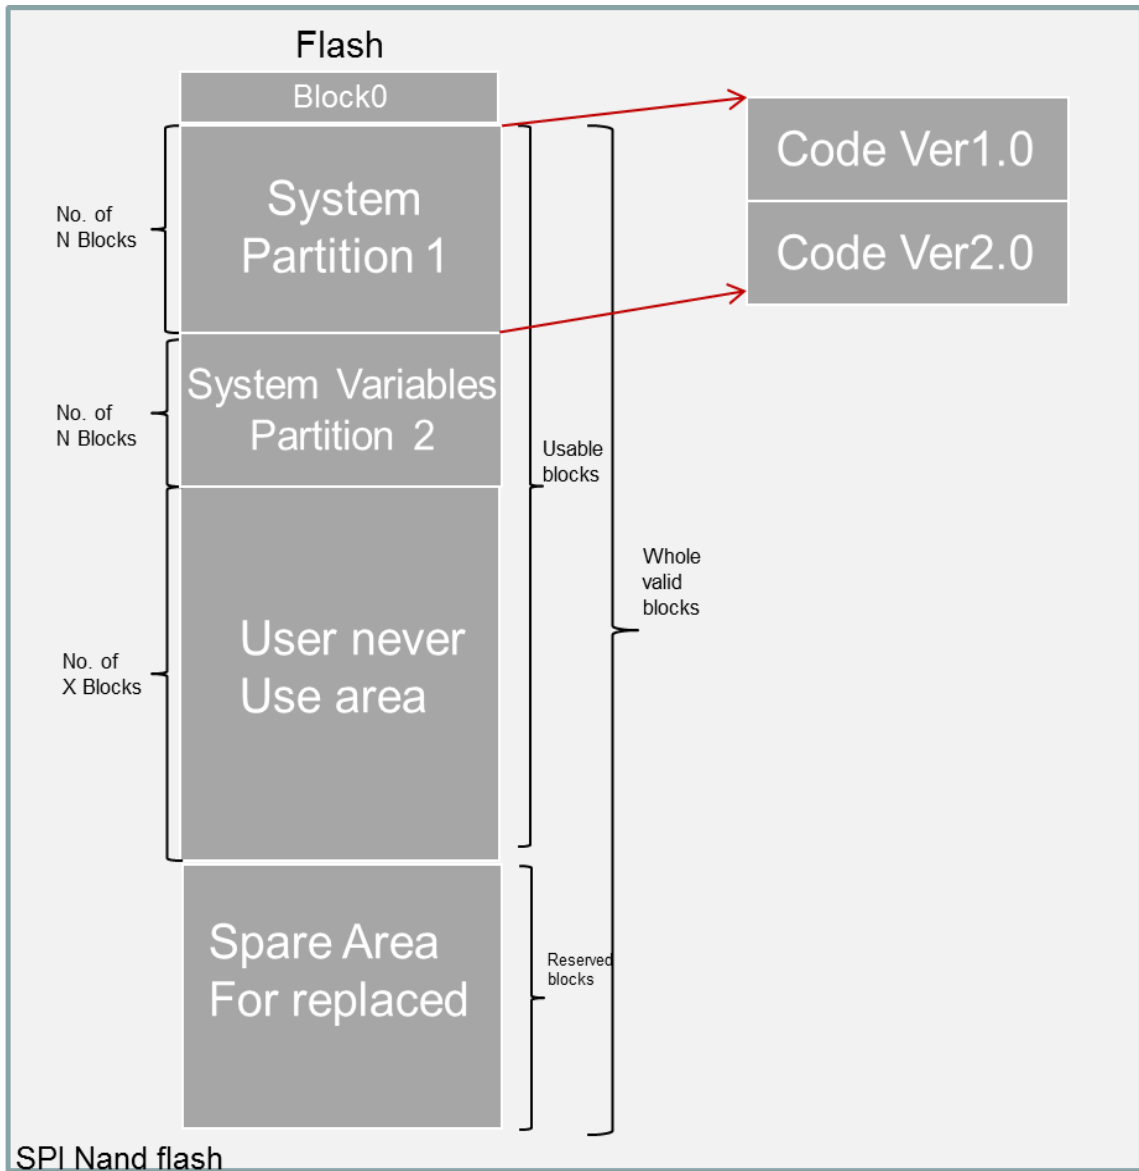 Flash
Block0
System
Partition 1
No. of
N Blocks
Code Ver1.0
Code Ver2.0
System Variables
Partition 2
No. of
N Blocks
Usable
blocks
User never
Use area
No. of
X Blocks
Whole
valid
blocks
Spare Area
For replaced
Reserved
blocks
SPI Nand flash